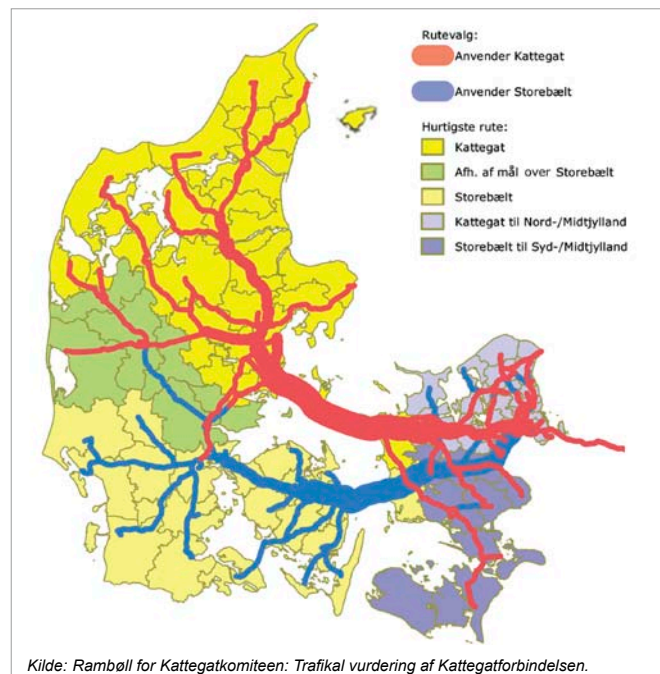 Rutevalg:
Anvender Kattegat
Anvender Storebælt
Hurtigste rute:
Kattegat
Afh. af mål over Storebælt
Storebælt
Kattegat til Nord-/Midtjylland
Storebælt til Syd-/Midtjylland
Kilde: Rambøll for Kattegatkomiteen: Trafikal vurdering af Kattegatforbindelsen.